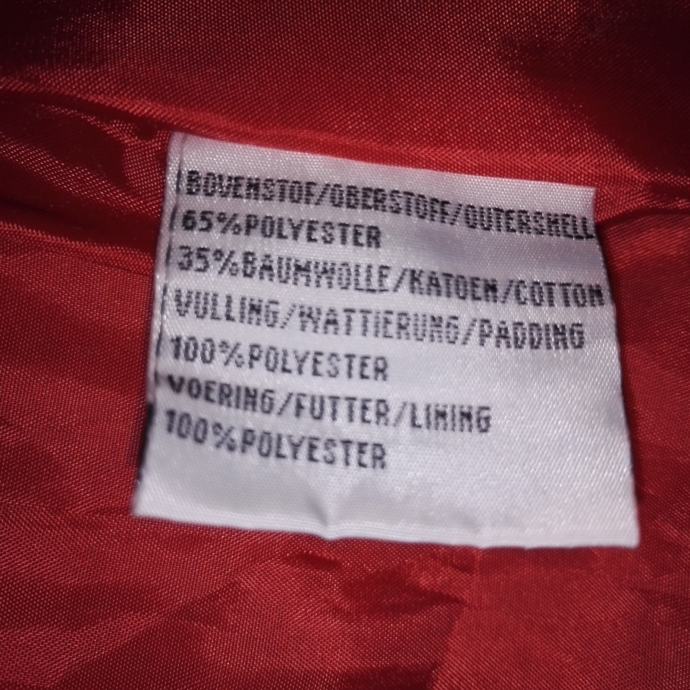 BOVENSTOF/OBERSTOFF/OUTERSHELL
65%POLYESTER
35%BAUMWOLLE/KATOEN/COTTON
VULLING/WATTIERUNG/PADDING
100%POLYESTER
VOERING/FUTTER/LINING
100%POLYESTER